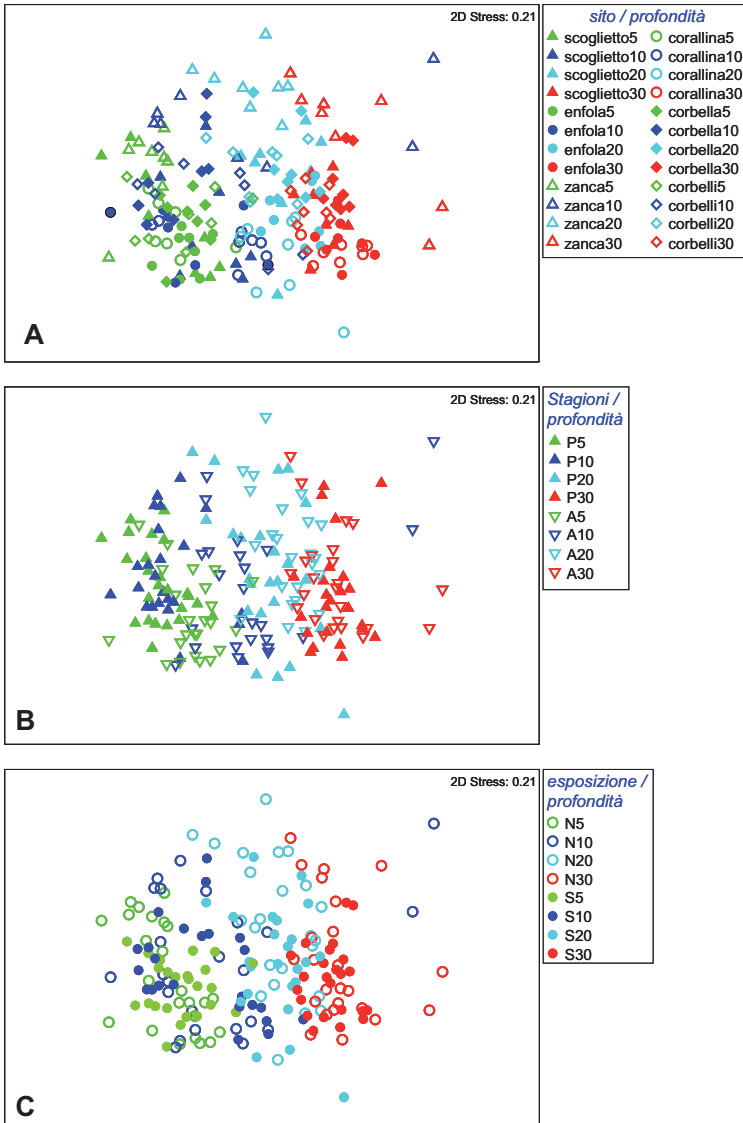 2D Stress: 0.21
A
sito / profondità
scoglietto5
scoglietto10
scoglietto20
scoglietto30
enfola5
enfola10
enfola20
enfola30
zanca5
zanca10
zanca20
zanca30
corallina5
corallina10
corallina20
corallina30
corbella5
corbella10
corbella20
corbella30
corbelli5
corbelli10
corbelli20
corbelli30
2D Stress: 0.21
B
Stagioni /
profondità
P5
P10
P20
P30
A5
A10
A20
A30
2D Stress: 0.21
C
esposizione /
profondità
N5
N10
N20
N30
S5
S10
S20
S30